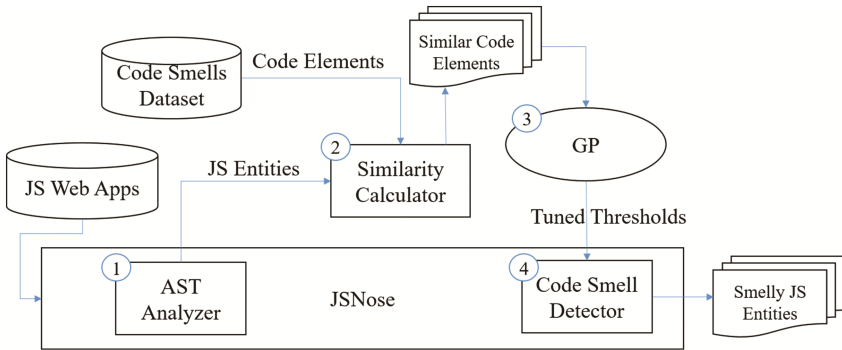 Code Smells
Dataset
Code Elements
Similar Code
Elements
3
GP
2
Similarity
Calculator
JS Entities
JS Web Apps
Tuned Thresholds
1
AST
Analyzer
JSNose
4
Code Smell
Detector
Smelly JS
Entities